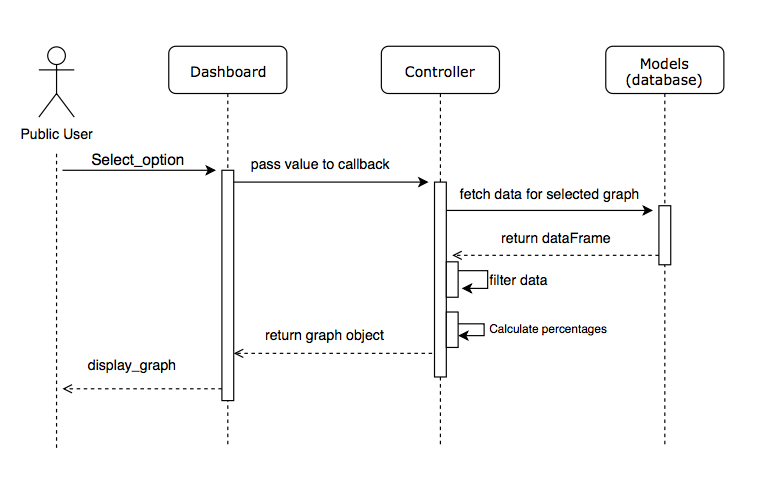 Dashboard
Controller
Models
(database)
Public User
Select_option
pass value to callback
fetch data for selected graph
return dataFrame
filter data
Calculate percentages
return graph object
display_graph